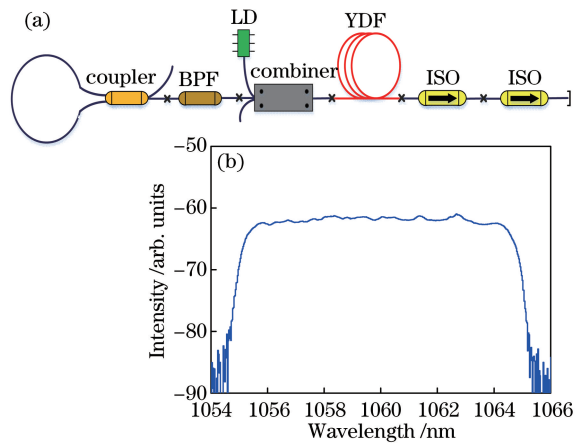 (a)
LD
coupler
BPF
combiner
YDF
ISO
ISO
(b)
Intensity /arb. units
−50
−60
−70
−80
−90
1054
1056
1058
1060
1062
1064
1066
Wavelength /nm